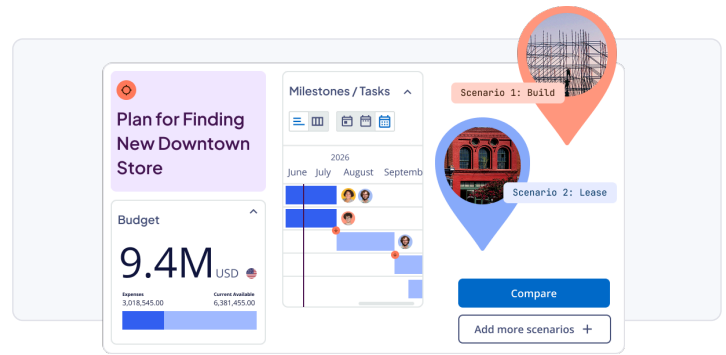 Plan for Finding
New Downtown
Store
Budget
9.4M USD
Expenses
Current Available
3,018,545.00
6,381,455.00
Milestones / Tasks
2026
June July August Septemb
Scenario 1: Build
Scenario 2: Lease
Compare
Add more scenarios +